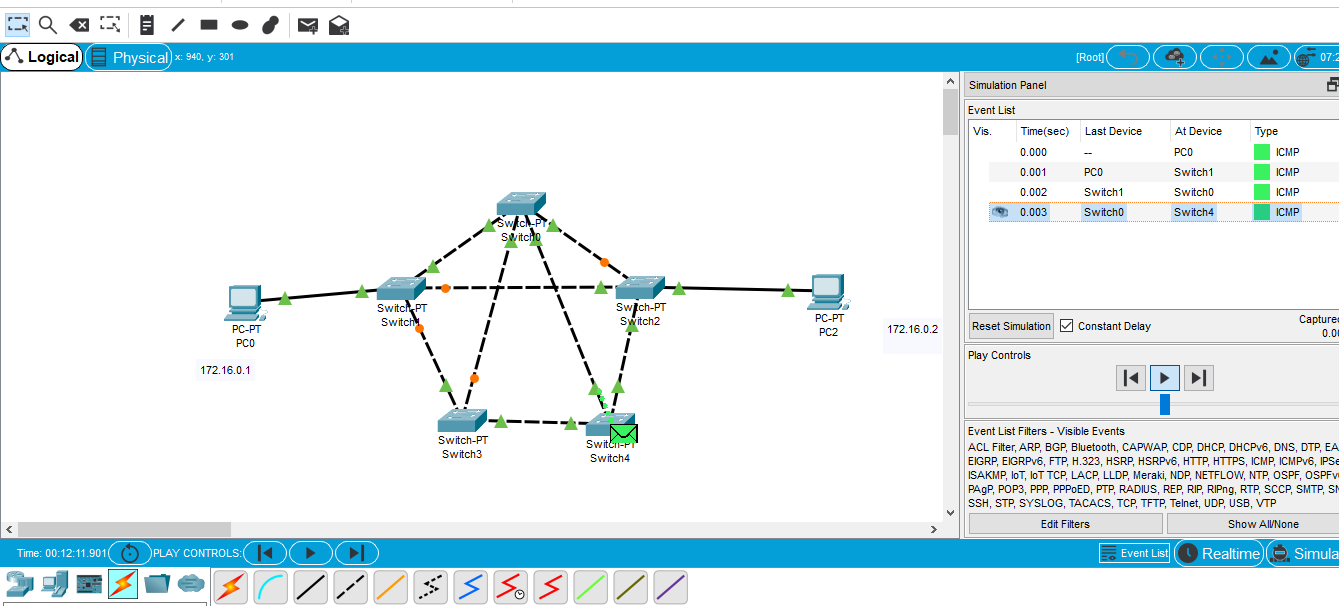 Logical
Physical
x: 940, y: 301
[Root]
07:2
Switch-PT
Switch0
Switch-PT
Switch1
Switch-PT
Switch2
PC-PT
PC0
172.16.0.1
PC-PT
PC2
172.16.0.2
Switch-PT
Switch3
Switch-PT
Switch4
Simulation Panel
Event List
Vis. Time(sec) Last Device At Device Type
0.000 -- PC0 ICMP
0.001 PC0 Switch1 ICMP
0.002 Switch1 Switch0 ICMP
0.003 Switch0 Switch4 ICMP
Reset Simulation Constant Delay Captured
0.00
Play Controls
Event List Filters - Visible Events
ACL Filter, ARP, BGP, Bluetooth, CAPWAP, CDP, DHCP, DHCPv6, DNS, DTP, EA
EIGRP, EIGRPv6, FTP, H.323, HSRP, HSRPv6, HTTP, HTTPS, ICMP, ICMPv6, IPSe
ISAKMP, IoT, IoT TCP, LACP, LLDP, Meraki, NDP, NETFLOW, NTP, OSPF, OSPFv
PAgP, POP3, PPP, PPPoED, PTP, RADIUS, REP, RIP, RIPng, RTP, SCCP, SMTP, SN
SSH, STP, SYSLOG, TACACS, TCP, TFTP, Telnet, UDP, USB, VTP
Edit Filters Show All/None
Time: 00:12:11.901 PLAY CONTROLS:
Event List Realtime Simula